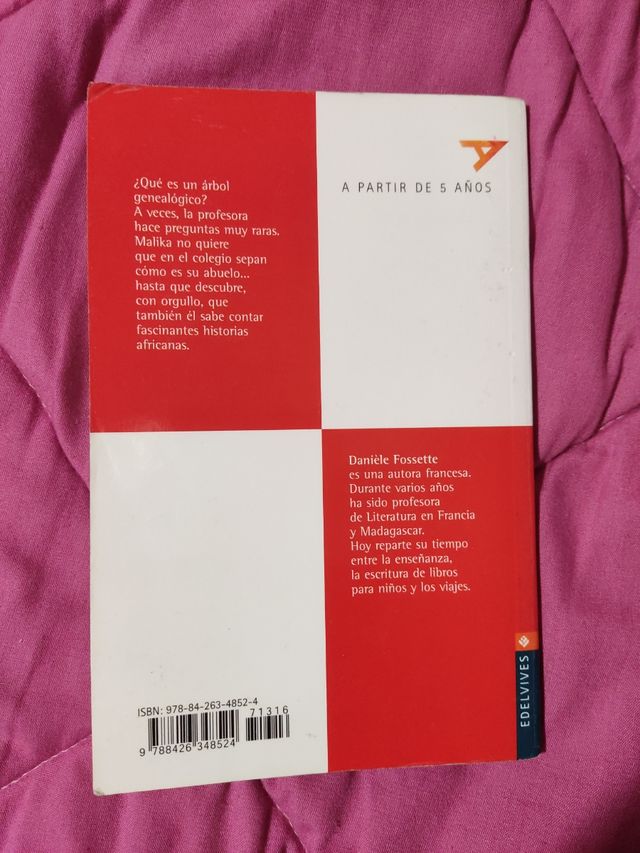 ¿Qué es un árbol
genealógico?
A veces, la profesora
hace preguntas muy raras.
Malika no quiere
que en el colegio sepan
cómo es su abuelo...
hasta que descubre,
con orgullo, que
también él sabe contar
fascinantes historias
africanas.
A PARTIR DE 5 AÑOS
Danièle Fossette
es una autora francesa.
Durante varios años
ha sido profesora
de Literatura en Francia
y Madagascar.
Hoy reparte su tiempo
entre la enseñanza,
la escritura de libros
para niños y los viajes.
EDELVIVES
ISBN: 978-84-263-4852-4
71316
9 788426 348524